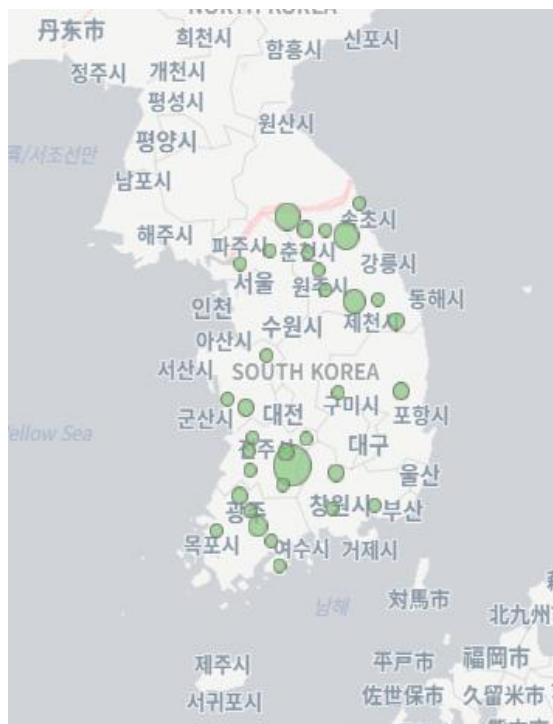 NORTH KOREA
丹东市
희천시
신포시
함흥시
정주시
개천시
평성시
원산시
평양시
/서조선만
남포시
해주시
속초시
파주시
춘천시
강릉시
서울
원주시
동해시
인천
수원시
제천시
아산시
서산시
SOUTH KOREA
군산시
대전
구미시
포항시
Yellow Sea
전주시
대구
울산
광주
창원시
부산
목포시
여수시
거제시
남해
対馬市
北九州
제주시
平戸市
福岡市
서귀포시
佐世保市
久留米市